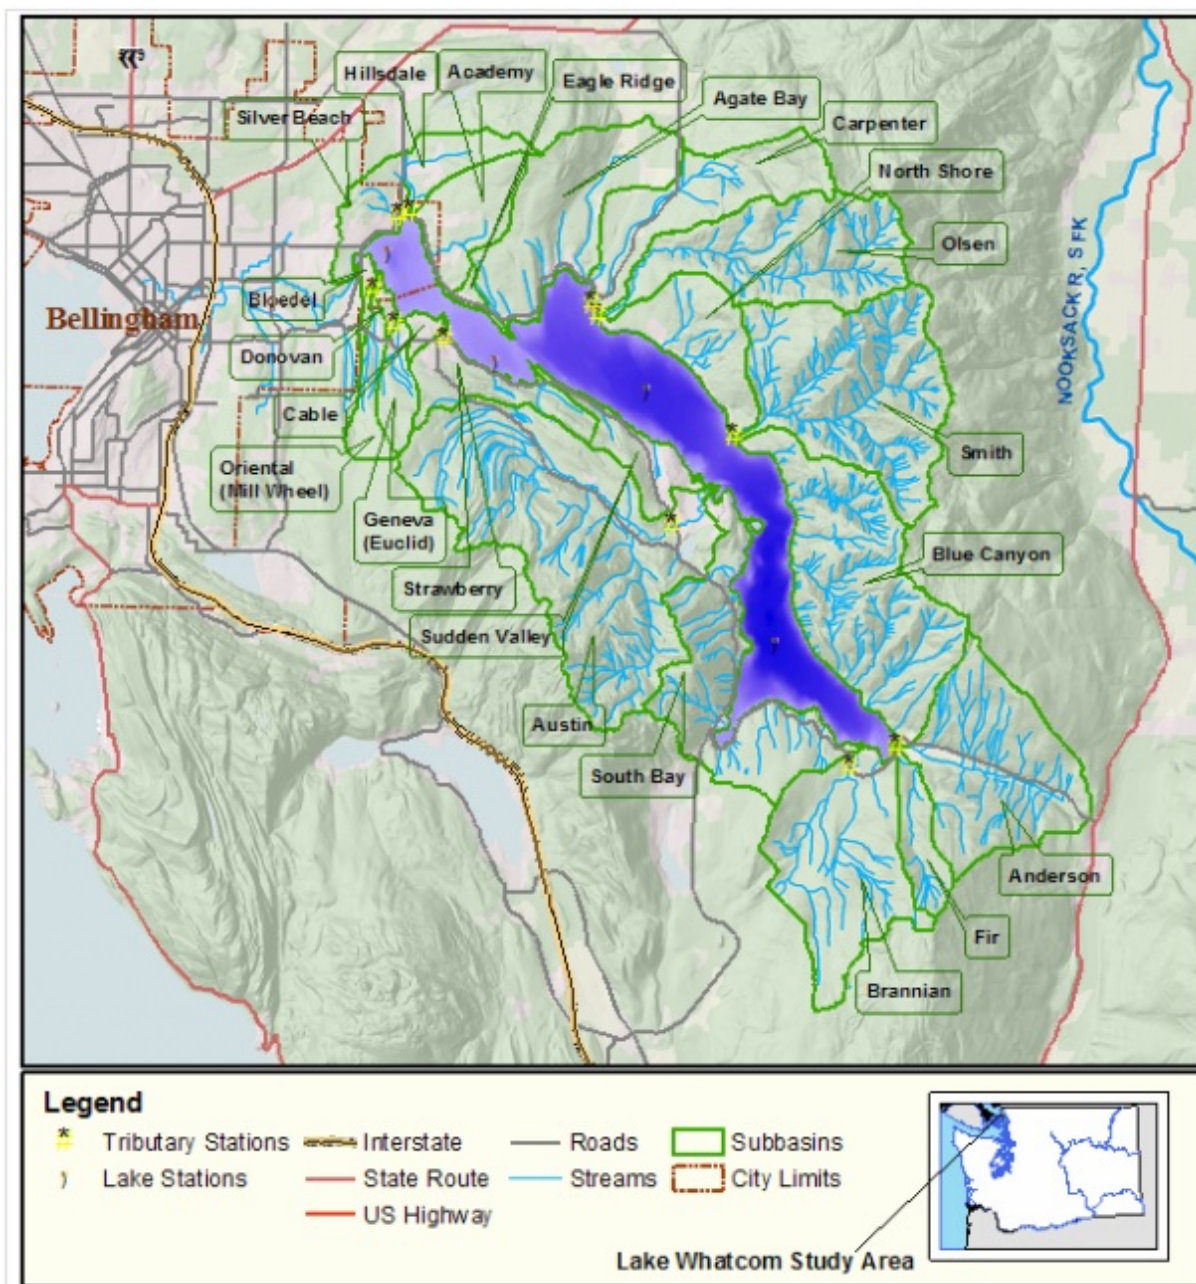 Hillsdale
Academy
Eagle Ridge
Agate Bay
Silver Beach
Carpenter
North Shore
Olsen
NOOKSACK R, S FK
Bloedel
Bellingham
Donovan
Cable
Smith
Oriental
(Mill Wheel)
Geneva
(Euclid)
Blue Canyon
Strawberry
Sudden Valley
Austin
South Bay
Anderson
Fir
Brannian
Legend
Tributary Stations
Interstate
Roads
Subbasins
Lake Stations
State Route
Streams
City Limits
US Highway
Lake Whatcom Study Area